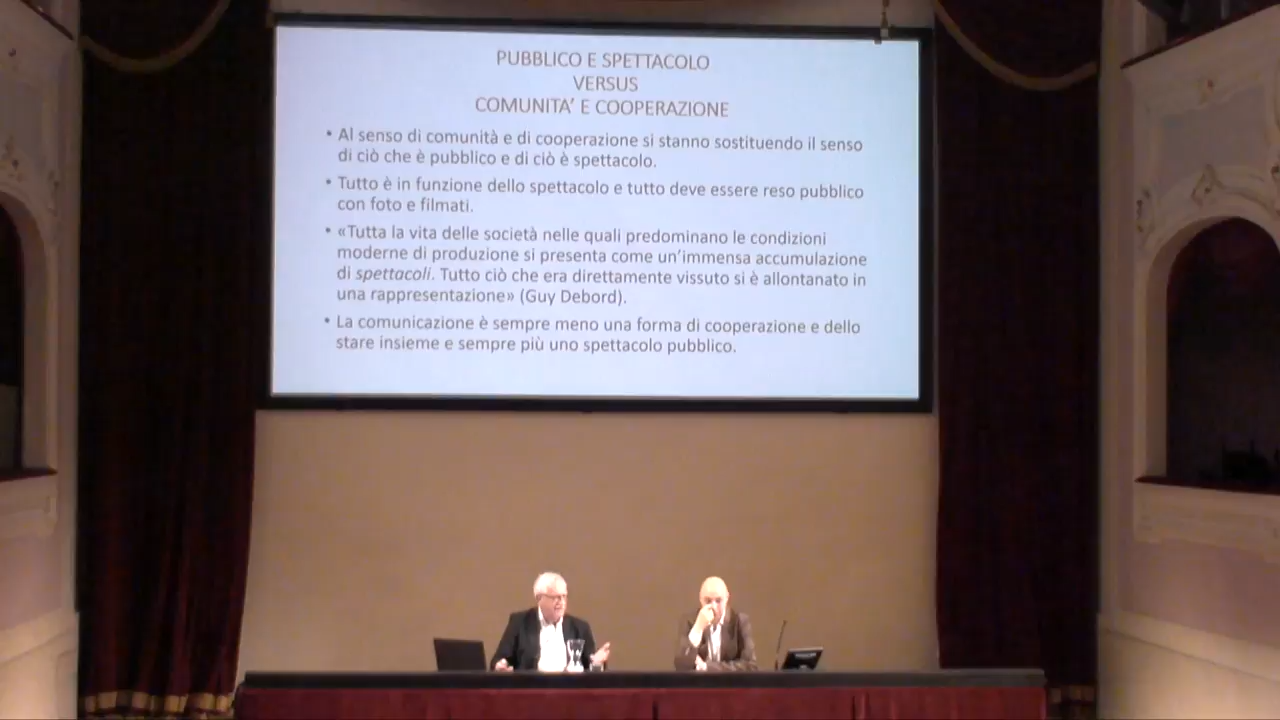 PUBBLICO E SPETTACOLO
VERSUS
COMUNITA' E COOPERAZIONE
• Al senso di comunità e di cooperazione si stanno sostituendo il senso
di ciò che è pubblico e di ciò è spettacolo.
• Tutto è in funzione dello spettacolo e tutto deve essere reso pubblico
con foto e filmati.
• «Tutta la vita delle società nelle quali predominano le condizioni
moderne di produzione si presenta come un'immensa accumulazione
di spettacoli. Tutto ciò che era direttamente vissuto si è allontanato in
una rappresentazione» (Guy Debord).
• La comunicazione è sempre meno una forma di cooperazione e dello
stare insieme e sempre più uno spettacolo pubblico.